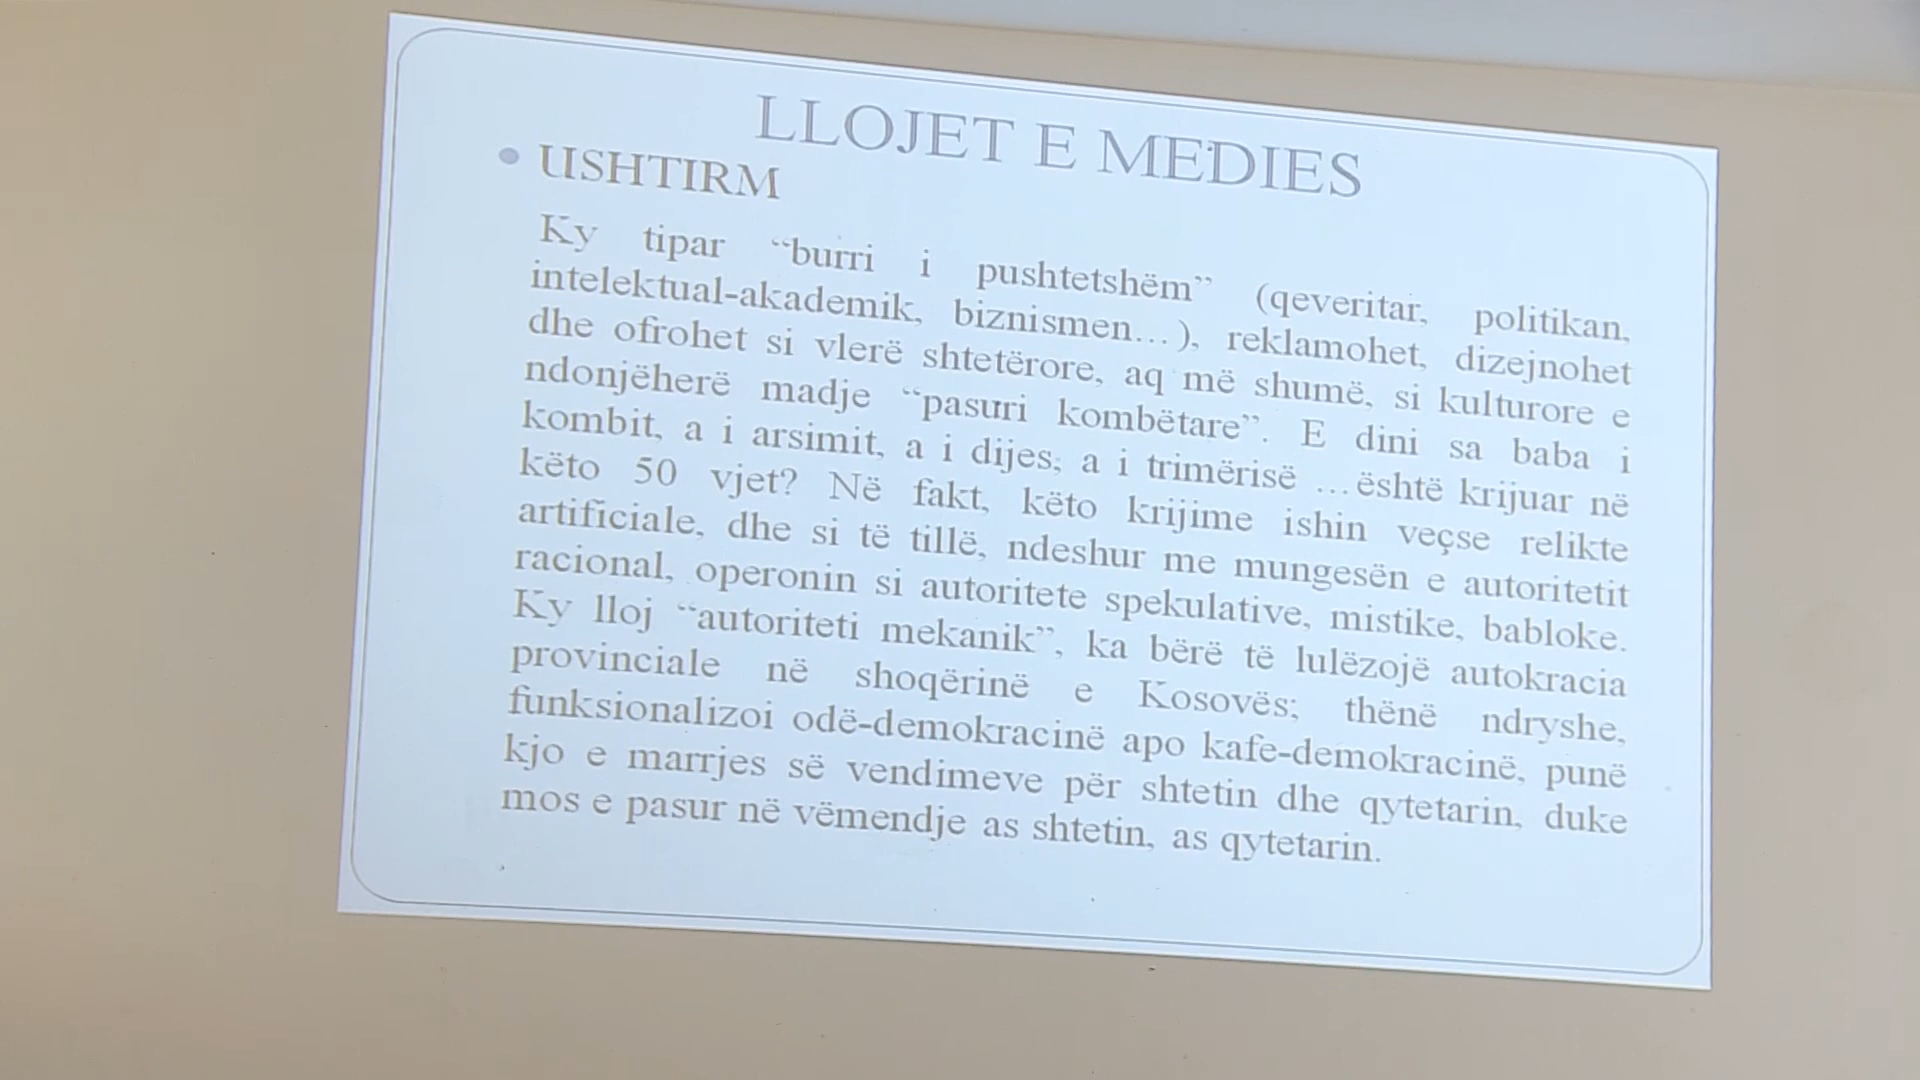 LLOJET E MEDIES
• USHTIRM
Ky tipar “burri i pushtetshëm” (qeveritar, politikan,
intelektual-akademik, biznismen…), reklamohet, dizejnohet
dhe ofrohet si vlerë shtetërore, aq më shumë, si kulturore e
ndonjëherë madje “pasuri kombëtare”. E dini sa baba i
kombit, a i arsimit, a i dijes, a i trimërisë …është krijuar në
këto 50 vjet? Në fakt, këto krijime ishin veçse relikte
artificiale, dhe si të tillë, ndeshur me mungesën e autoritetit
racional, operonin si autoritete spekulative, mistike, babloke.
Ky lloj “autoriteti mekanik”, ka bërë të lulëzojë autokracia
provinciale në shoqërinë e Kosovës; thënë ndryshe,
funksionalizoi odë-demokracinë apo kafe-demokracinë, punë
kjo e marrjes së vendimeve për shtetin dhe qytetarin, duke
mos e pasur në vëmendje as shtetin, as qytetarin.